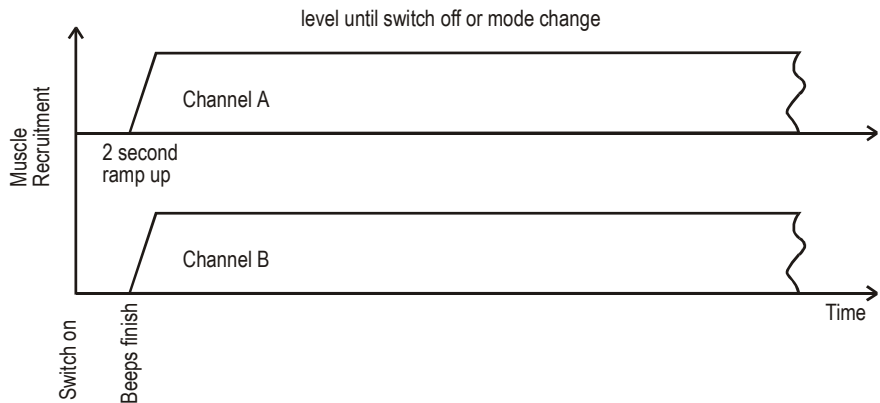 level until switch off or mode change
Muscle
Recruitment
Channel A
2 second
ramp up
Channel B
Time
Switch on
Beeps finish